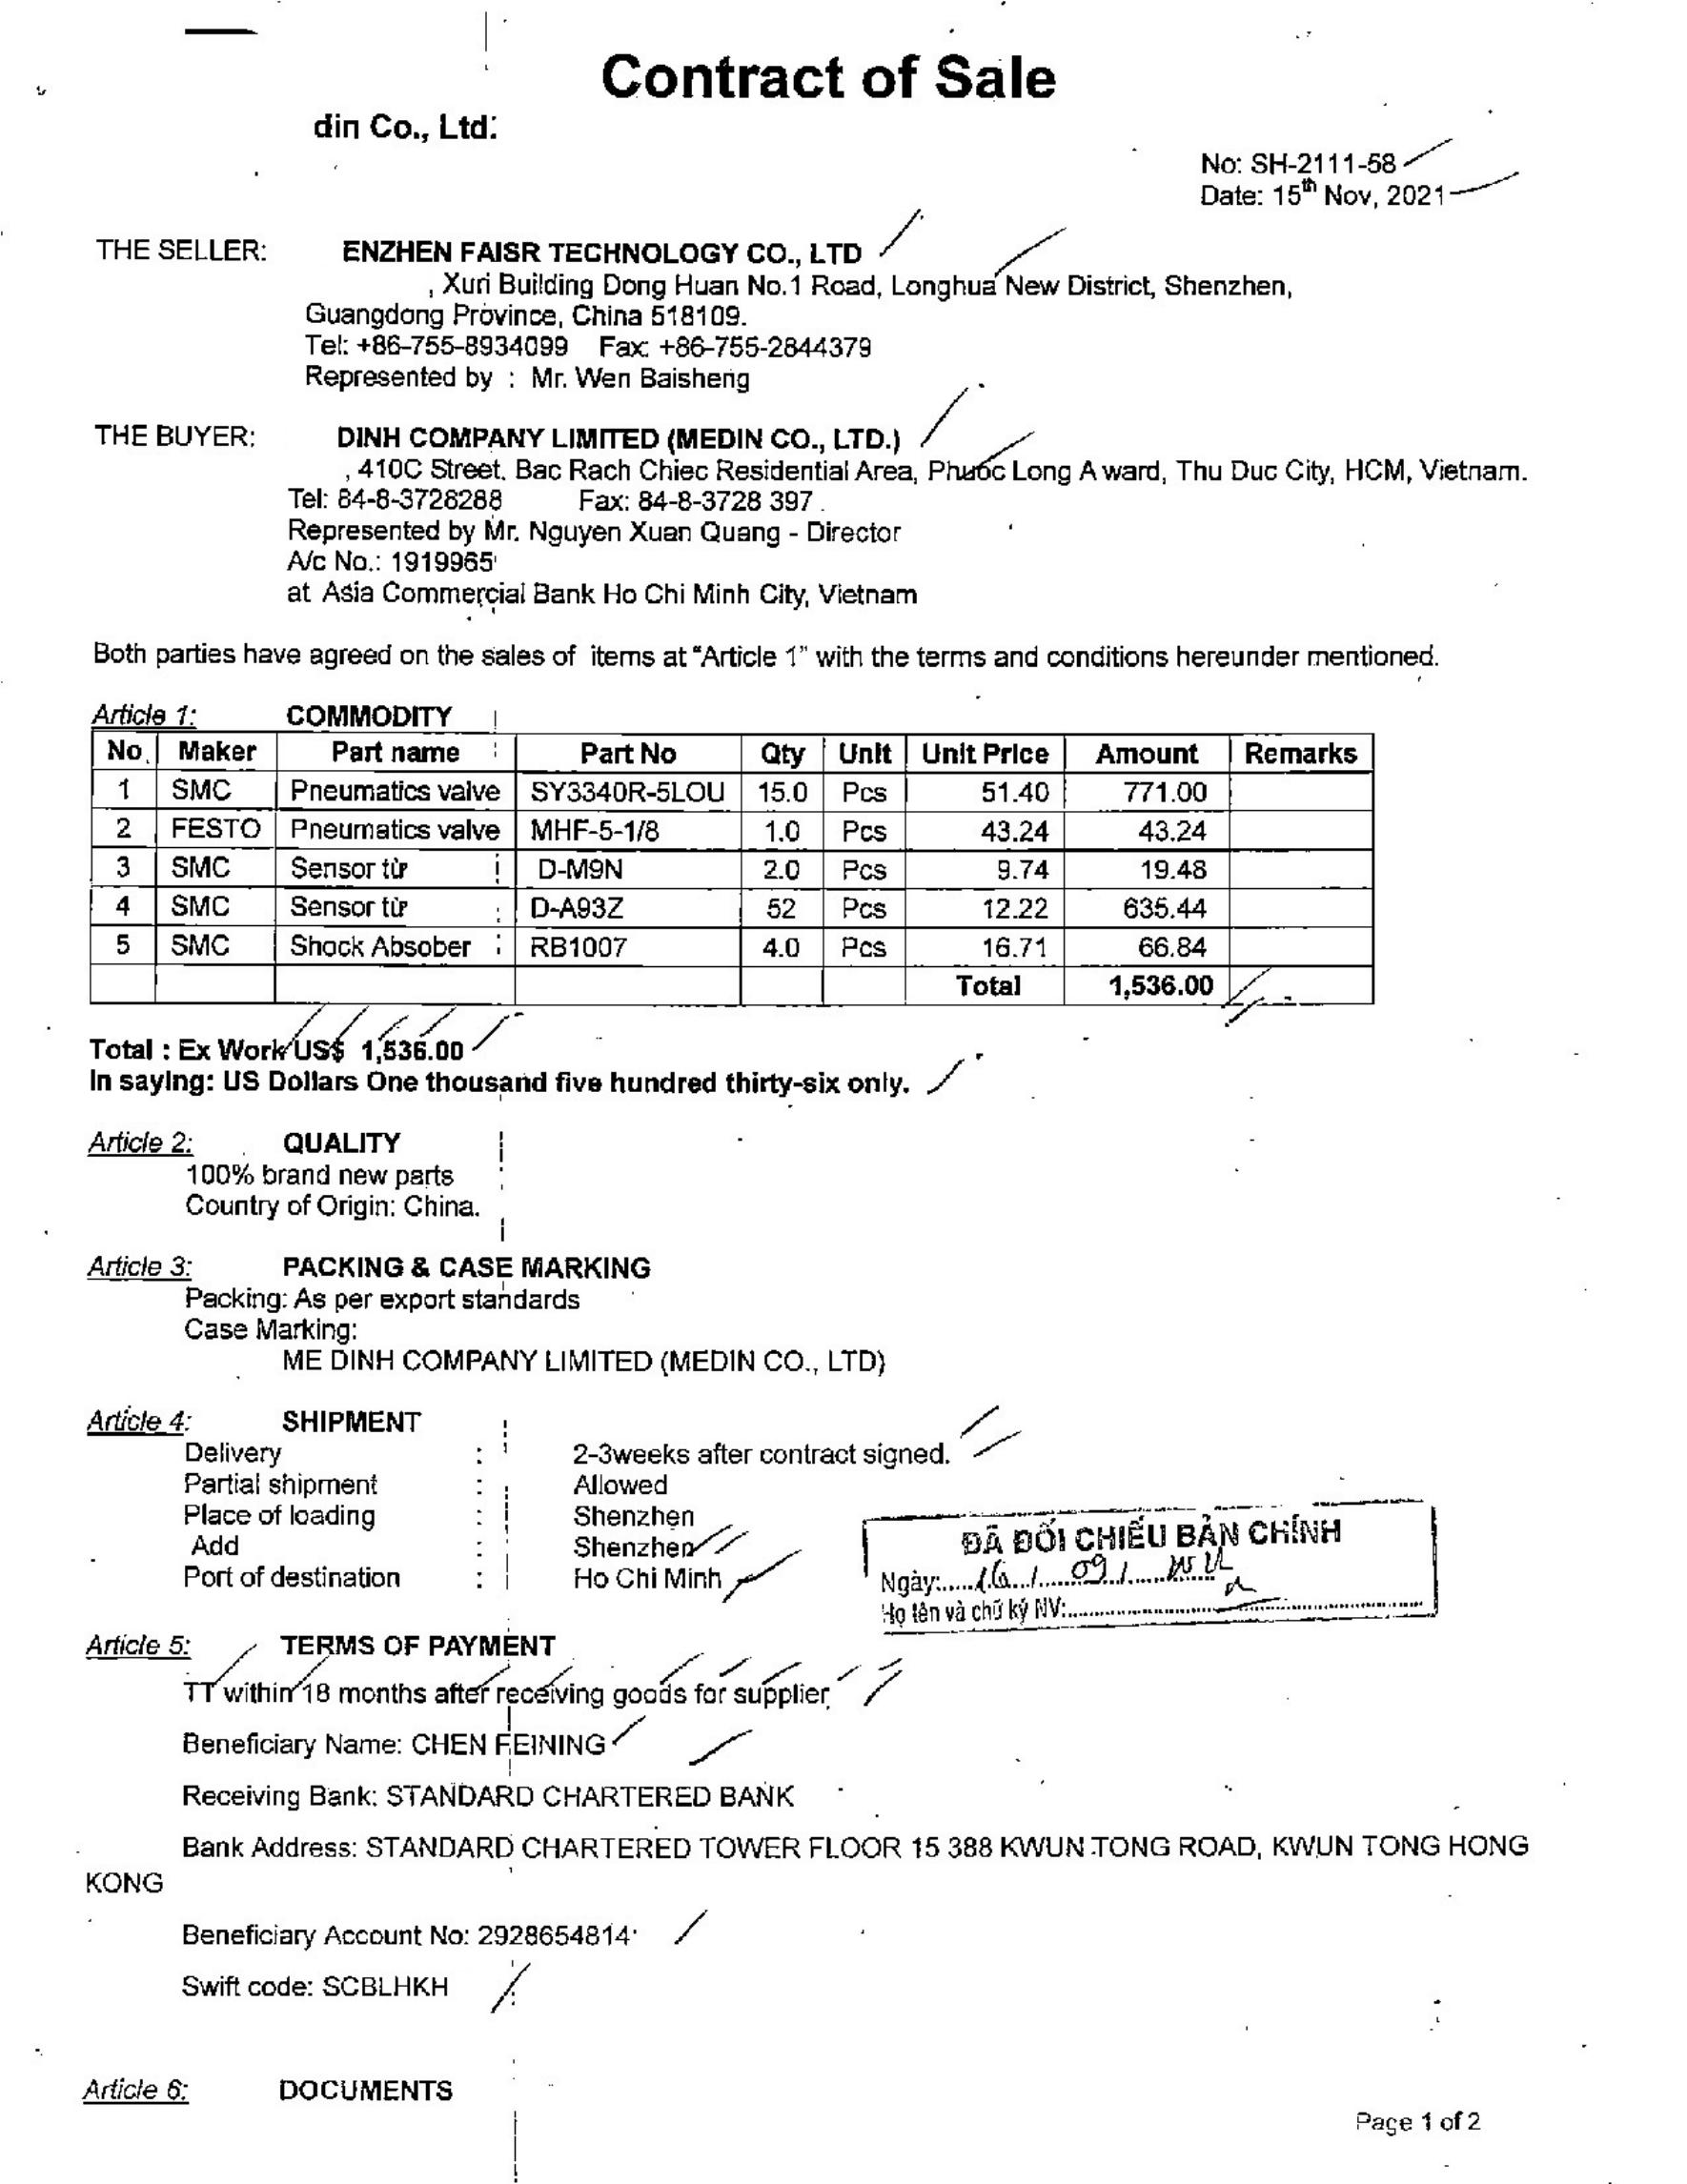 Contract of Sale
din Co., Ltd.
No: SH-2111-58
Date: 15th Nov, 2021
THE SELLER: ENZHEN FAISR TECHNOLOGY CO., LTD
, Xuri Building Dong Huan No.1 Road, Longhua New District, Shenzhen,
Guangdong Province, China 518109.
Tel: +86-755-8934099 Fax: +86-755-2844379
Represented by : Mr. Wen Baisheng
THE BUYER: DINH COMPANY LIMITED (MEDIN CO., LTD.)
, 410C Street, Bac Rach Chiec Residential Area, Phước Long A ward, Thu Duc City, HCM, Vietnam.
Tel: 84-8-3728288 Fax: 84-8-3728 397
Represented by Mr. Nguyen Xuan Quang - Director
A/c No.: 1919965
at Asia Commercial Bank Ho Chi Minh City, Vietnam
Both parties have agreed on the sales of items at "Article 1" with the terms and conditions hereunder mentioned.
Article 1: COMMODITY
No. Maker Part name Part No Qty Unit Unit Price Amount Remarks
1 SMC Pneumatics valve SY3340R-5LOU 15.0 Pcs 51.40 771.00
2 FESTO Pneumatics valve MHF-5-1/8 1.0 Pcs 43.24 43.24
3 SMC Sensor từ D-M9N 2.0 Pcs 9.74 19.48
4 SMC Sensor từ D-A93Z 52 Pcs 12.22 635.44
5 SMC Shock Absober RB1007 4.0 Pcs 16.71 66.84
Total 1,536.00
Total : Ex Work US$ 1,536.00
In saying: US Dollars One thousand five hundred thirty-six only.
Article 2: QUALITY
100% brand new parts
Country of Origin: China.
Article 3: PACKING & CASE MARKING
Packing: As per export standards
Case Marking:
ME DINH COMPANY LIMITED (MEDIN CO., LTD)
Article 4: SHIPMENT
Delivery : 2-3weeks after contract signed.
Partial shipment : Allowed
Place of loading : Shenzhen
Add : Shenzhen
Port of destination : Ho Chi Minh
ĐÃ ĐỐI CHIẾU BẢN CHÍNH
Ngày: 16 / 09 /
Họ tên và chữ ký NV:
Article 5: TERMS OF PAYMENT
TT within 18 months after receiving goods for supplier.
Beneficiary Name: CHEN FEINING
Receiving Bank: STANDARD CHARTERED BANK
Bank Address: STANDARD CHARTERED TOWER FLOOR 15 388 KWUN TONG ROAD, KWUN TONG HONG
KONG
Beneficiary Account No: 2928654814
Swift code: SCBLHKH
Article 6: DOCUMENTS
Page 1 of 2